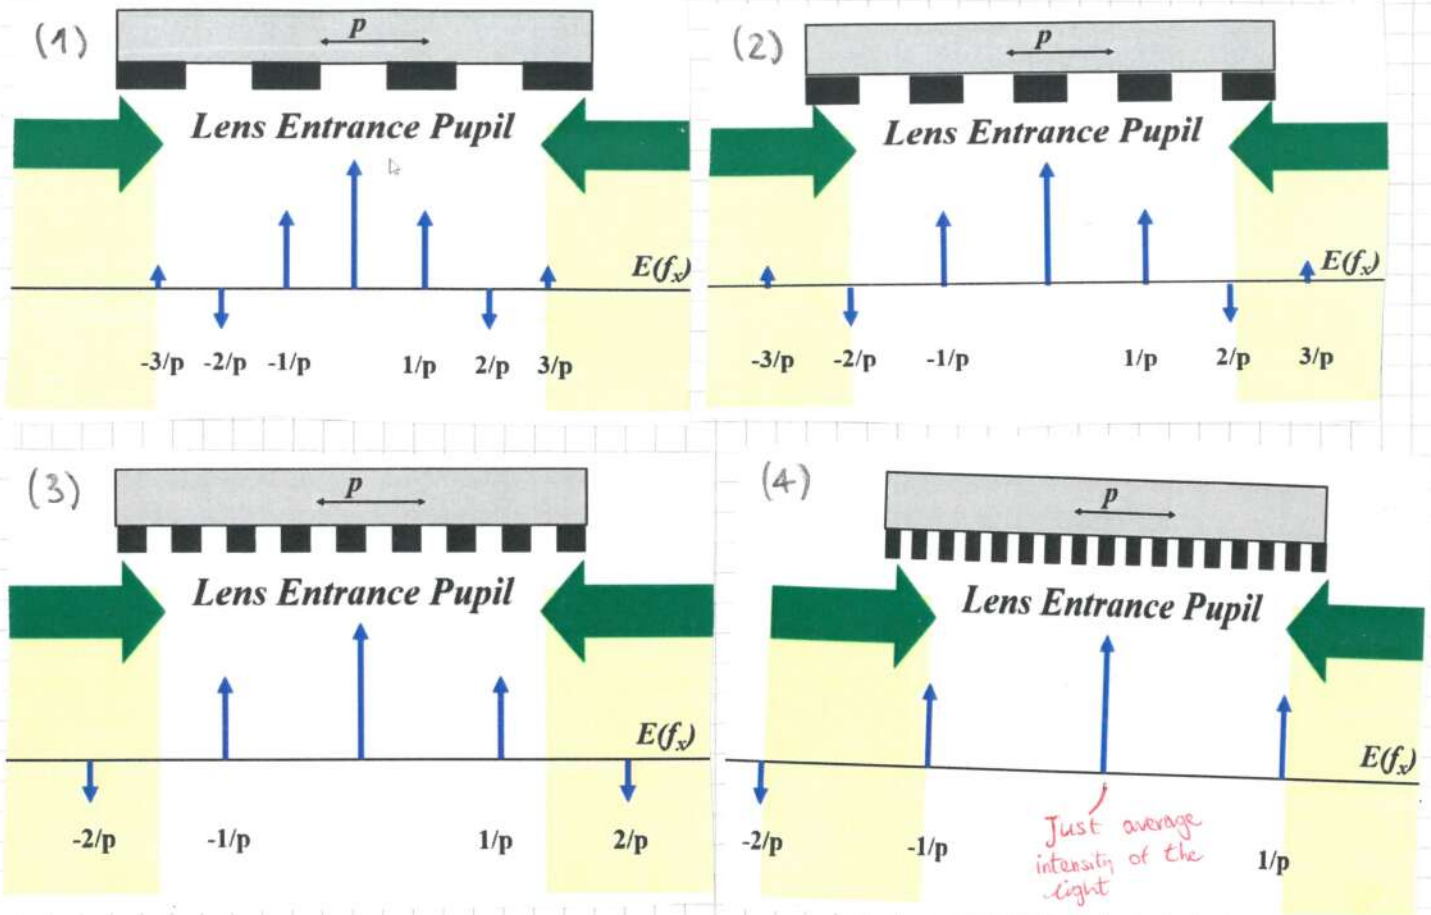 (1)
p
Lens Entrance Pupil
E(fx)
-3/p -2/p -1/p 1/p 2/p 3/p
(2)
p
Lens Entrance Pupil
E(fx)
-3/p -2/p -1/p 1/p 2/p 3/p
(3)
p
Lens Entrance Pupil
E(fx)
-2/p -1/p 1/p 2/p
(4)
p
Lens Entrance Pupil
E(fx)
-2/p -1/p 1/p
Just average
intensity of the
light